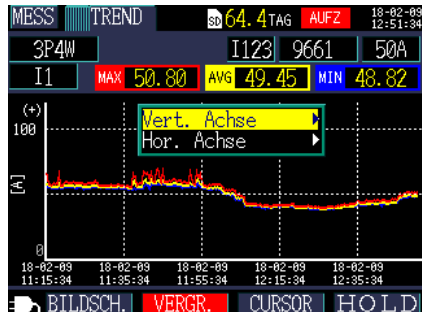 MESS TREND SD 64.4TAG AUFZ 18-02-09 12:51:34
3P4W I123 9661 50A
I1 MAX 50.80 AVG 49.45 MIN 48.82
(+)
100
Vert. Achse
Hor. Achse
[A]
0
18-02-09 18-02-09 18-02-09 18-02-09 18-02-09
11:15:34 11:35:34 11:55:34 12:15:34 12:35:34
BILDSCH. VERGR. CURSOR HOLD